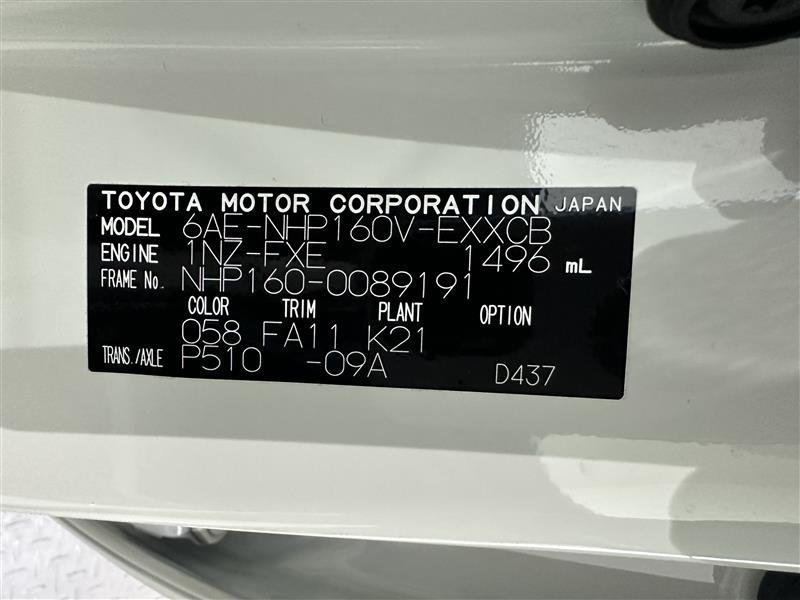 TOYOTA MOTOR CORPORATION JAPAN
MODEL 6AE-NHP160V-EXXCB
ENGINE 1NZ-FXE 1496 mL
FRAME No. NHP160-0089191
COLOR TRIM PLANT OPTION
058 FA11 K21
TRANS./AXLE P510 -09A D437